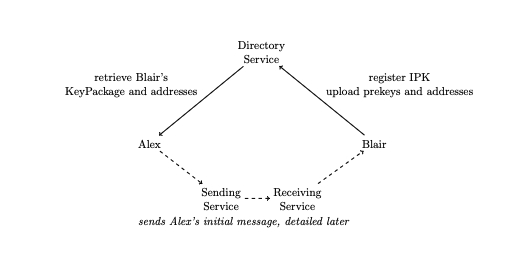 Directory
Service
retrieve Blair's
KeyPackage and addresses
register IPK
upload prekeys and addresses
Alex
Blair
Sending
Service
Receiving
Service
sends Alex's initial message, detailed later